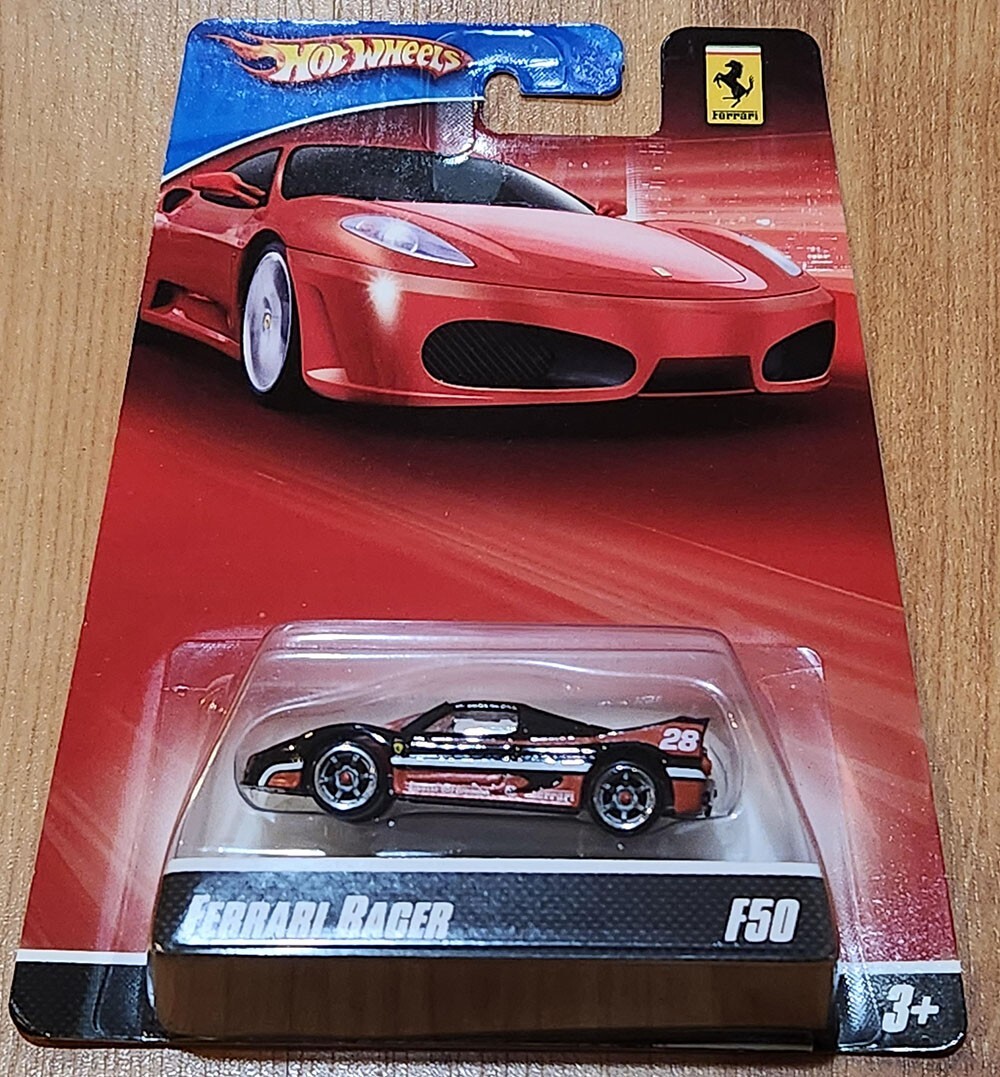 HOT WHEELS
Ferrari
28
FERRARI RACER
F50
3+